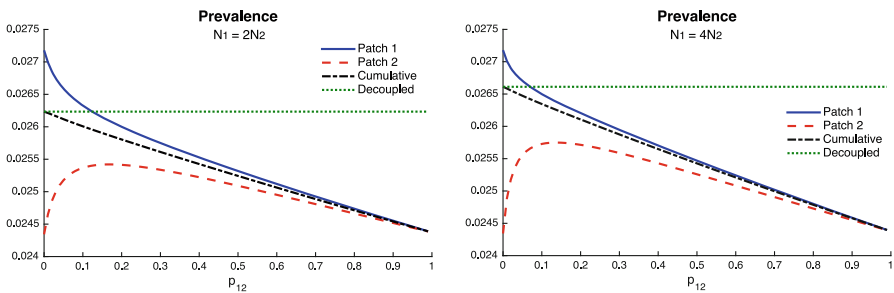 Prevalence
N1 = 2N2
0.0275
0.027
0.0265
0.026
0.0255
0.025
0.0245
0.024
Patch 1
Patch 2
Cumulative
Decoupled
0 0.1 0.2 0.3 0.4 0.5 0.6 0.7 0.8 0.9 1
p12
Prevalence
N1 = 4N2
0.0275
0.027
0.0265
0.026
0.0255
0.025
0.0245
0.024
Patch 1
Patch 2
Cumulative
Decoupled
0 0.1 0.2 0.3 0.4 0.5 0.6 0.7 0.8 0.9 1
p12